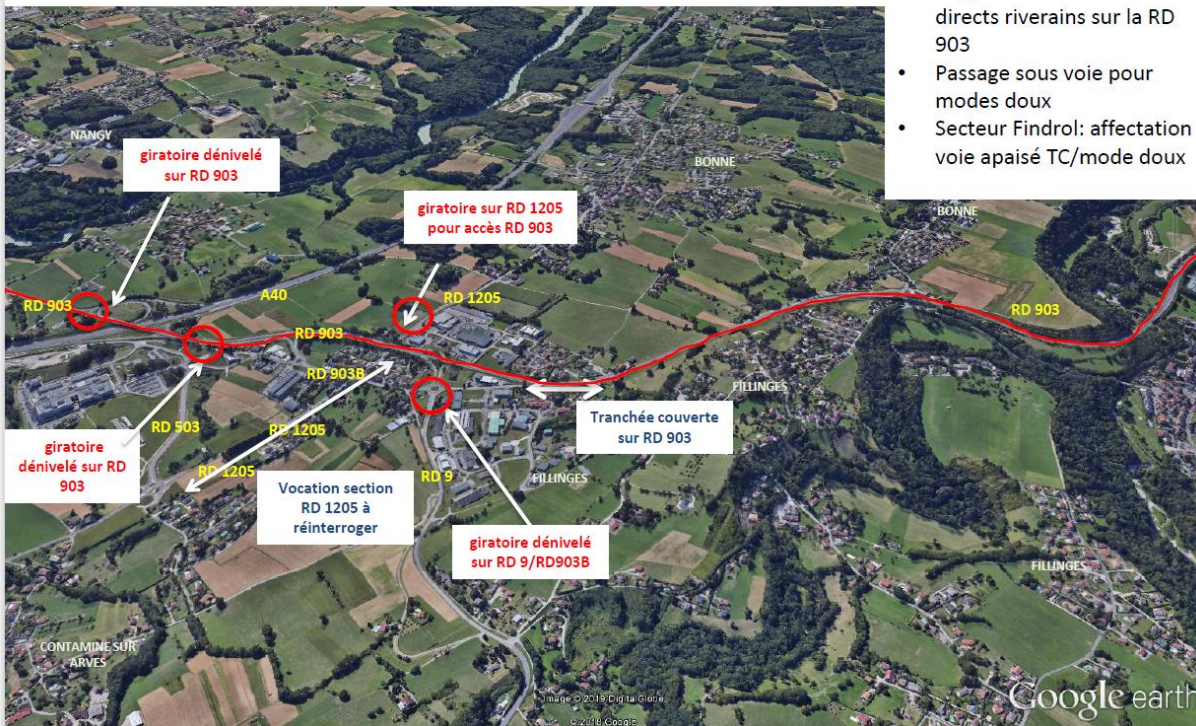 directs riverains sur la RD
903
• Passage sous voie pour
modes doux
• Secteur Findrol: affectation
voie apaisé TC/mode doux
NANGY
giratoire dénivelé
sur RD 903
BONNE
giratoire sur RD 1205
pour accès RD 903
BONNE
RD 903
A40
RD 1205
RD 903
RD 903
RD 903B
FILLINGES
Tranchée couverte
sur RD 903
RD 503
RD 1205
giratoire
dénivelé sur RD
903
RD 1205
RD 9
FILLINGES
Vocation section
RD 1205 à
réinterroger
giratoire dénivelé
sur RD 9/RD903B
FILLINGES
CONTAMINE SUR
ARVES
Image © 2018 DigitalGlobe
© 2018 Google
Google earth